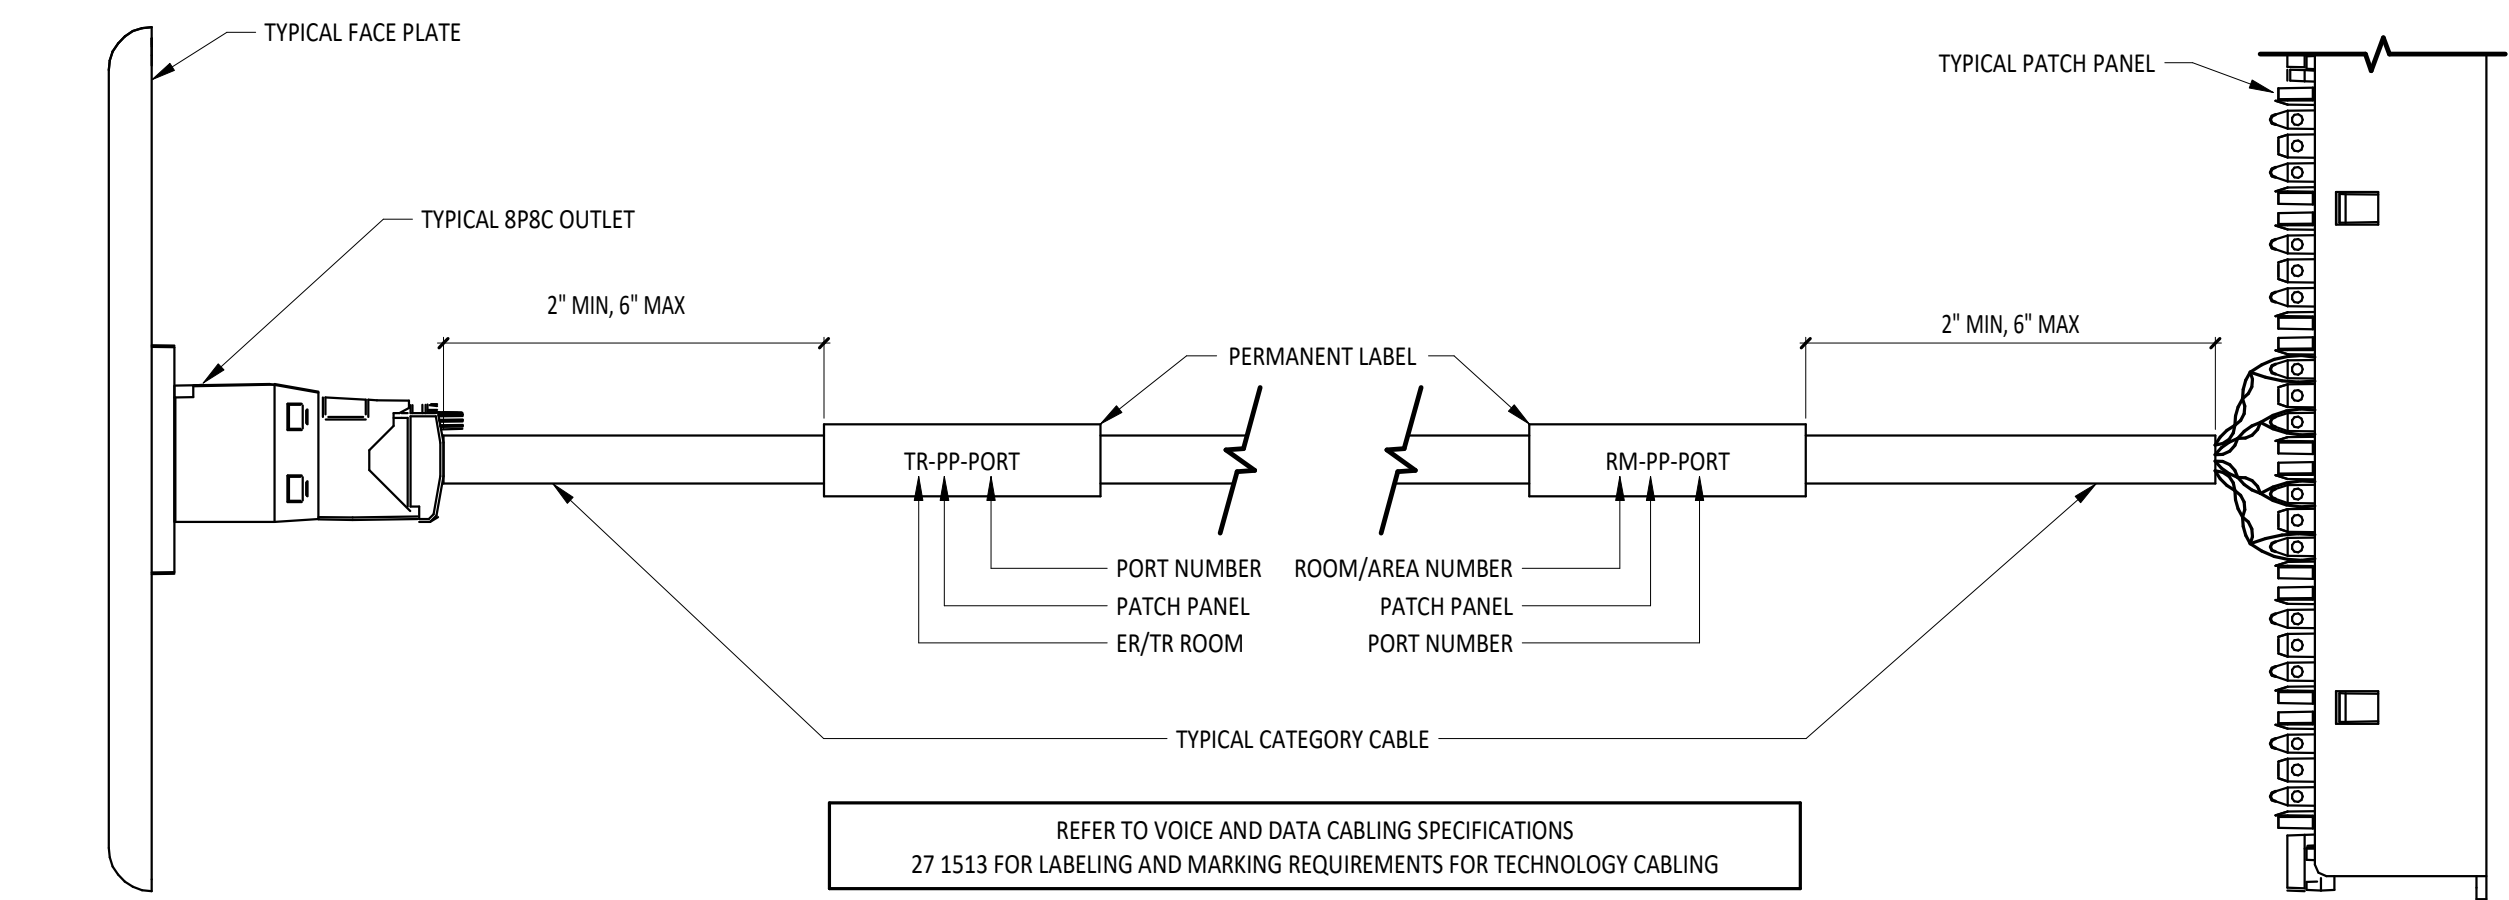 TYPICAL FACE PLATE
TYPICAL PATCH PANEL
TYPICAL 8P8C OUTLET
2" MIN, 6" MAX
2" MIN, 6" MAX
PERMANENT LABEL
TR-PP-PORT
RM-PP-PORT
PORT NUMBER
PATCH PANEL
ER/TR ROOM
ROOM/AREA NUMBER
PATCH PANEL
PORT NUMBER
TYPICAL CATEGORY CABLE
REFER TO VOICE AND DATA CABLING SPECIFICATIONS
27 1513 FOR LABELING AND MARKING REQUIREMENTS FOR TECHNOLOGY CABLING